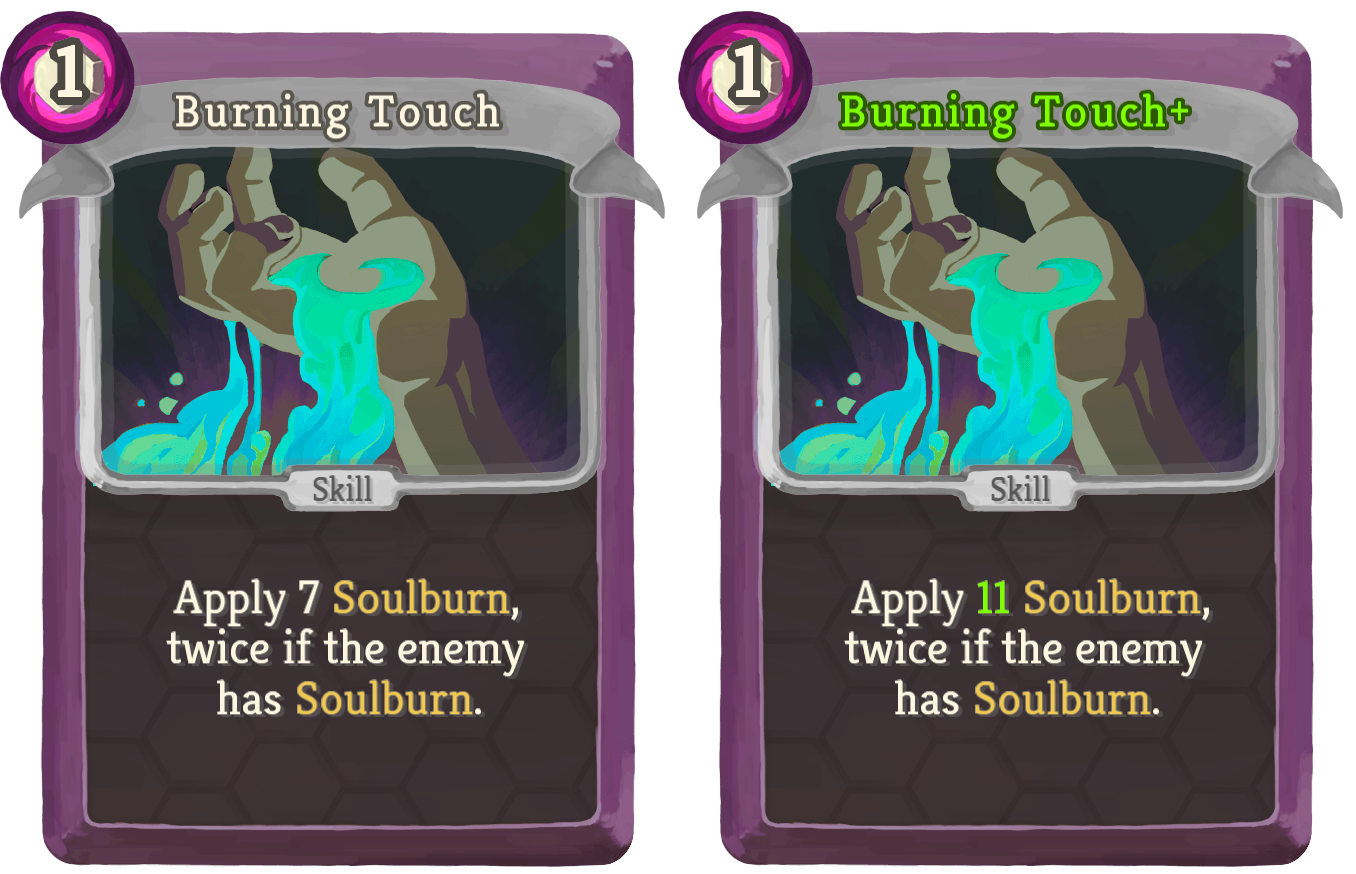 1
Burning Touch
Skill
Apply 7 Soulburn,
twice if the enemy
has Soulburn.
1
Burning Touch+
Skill
Apply 11 Soulburn,
twice if the enemy
has Soulburn.